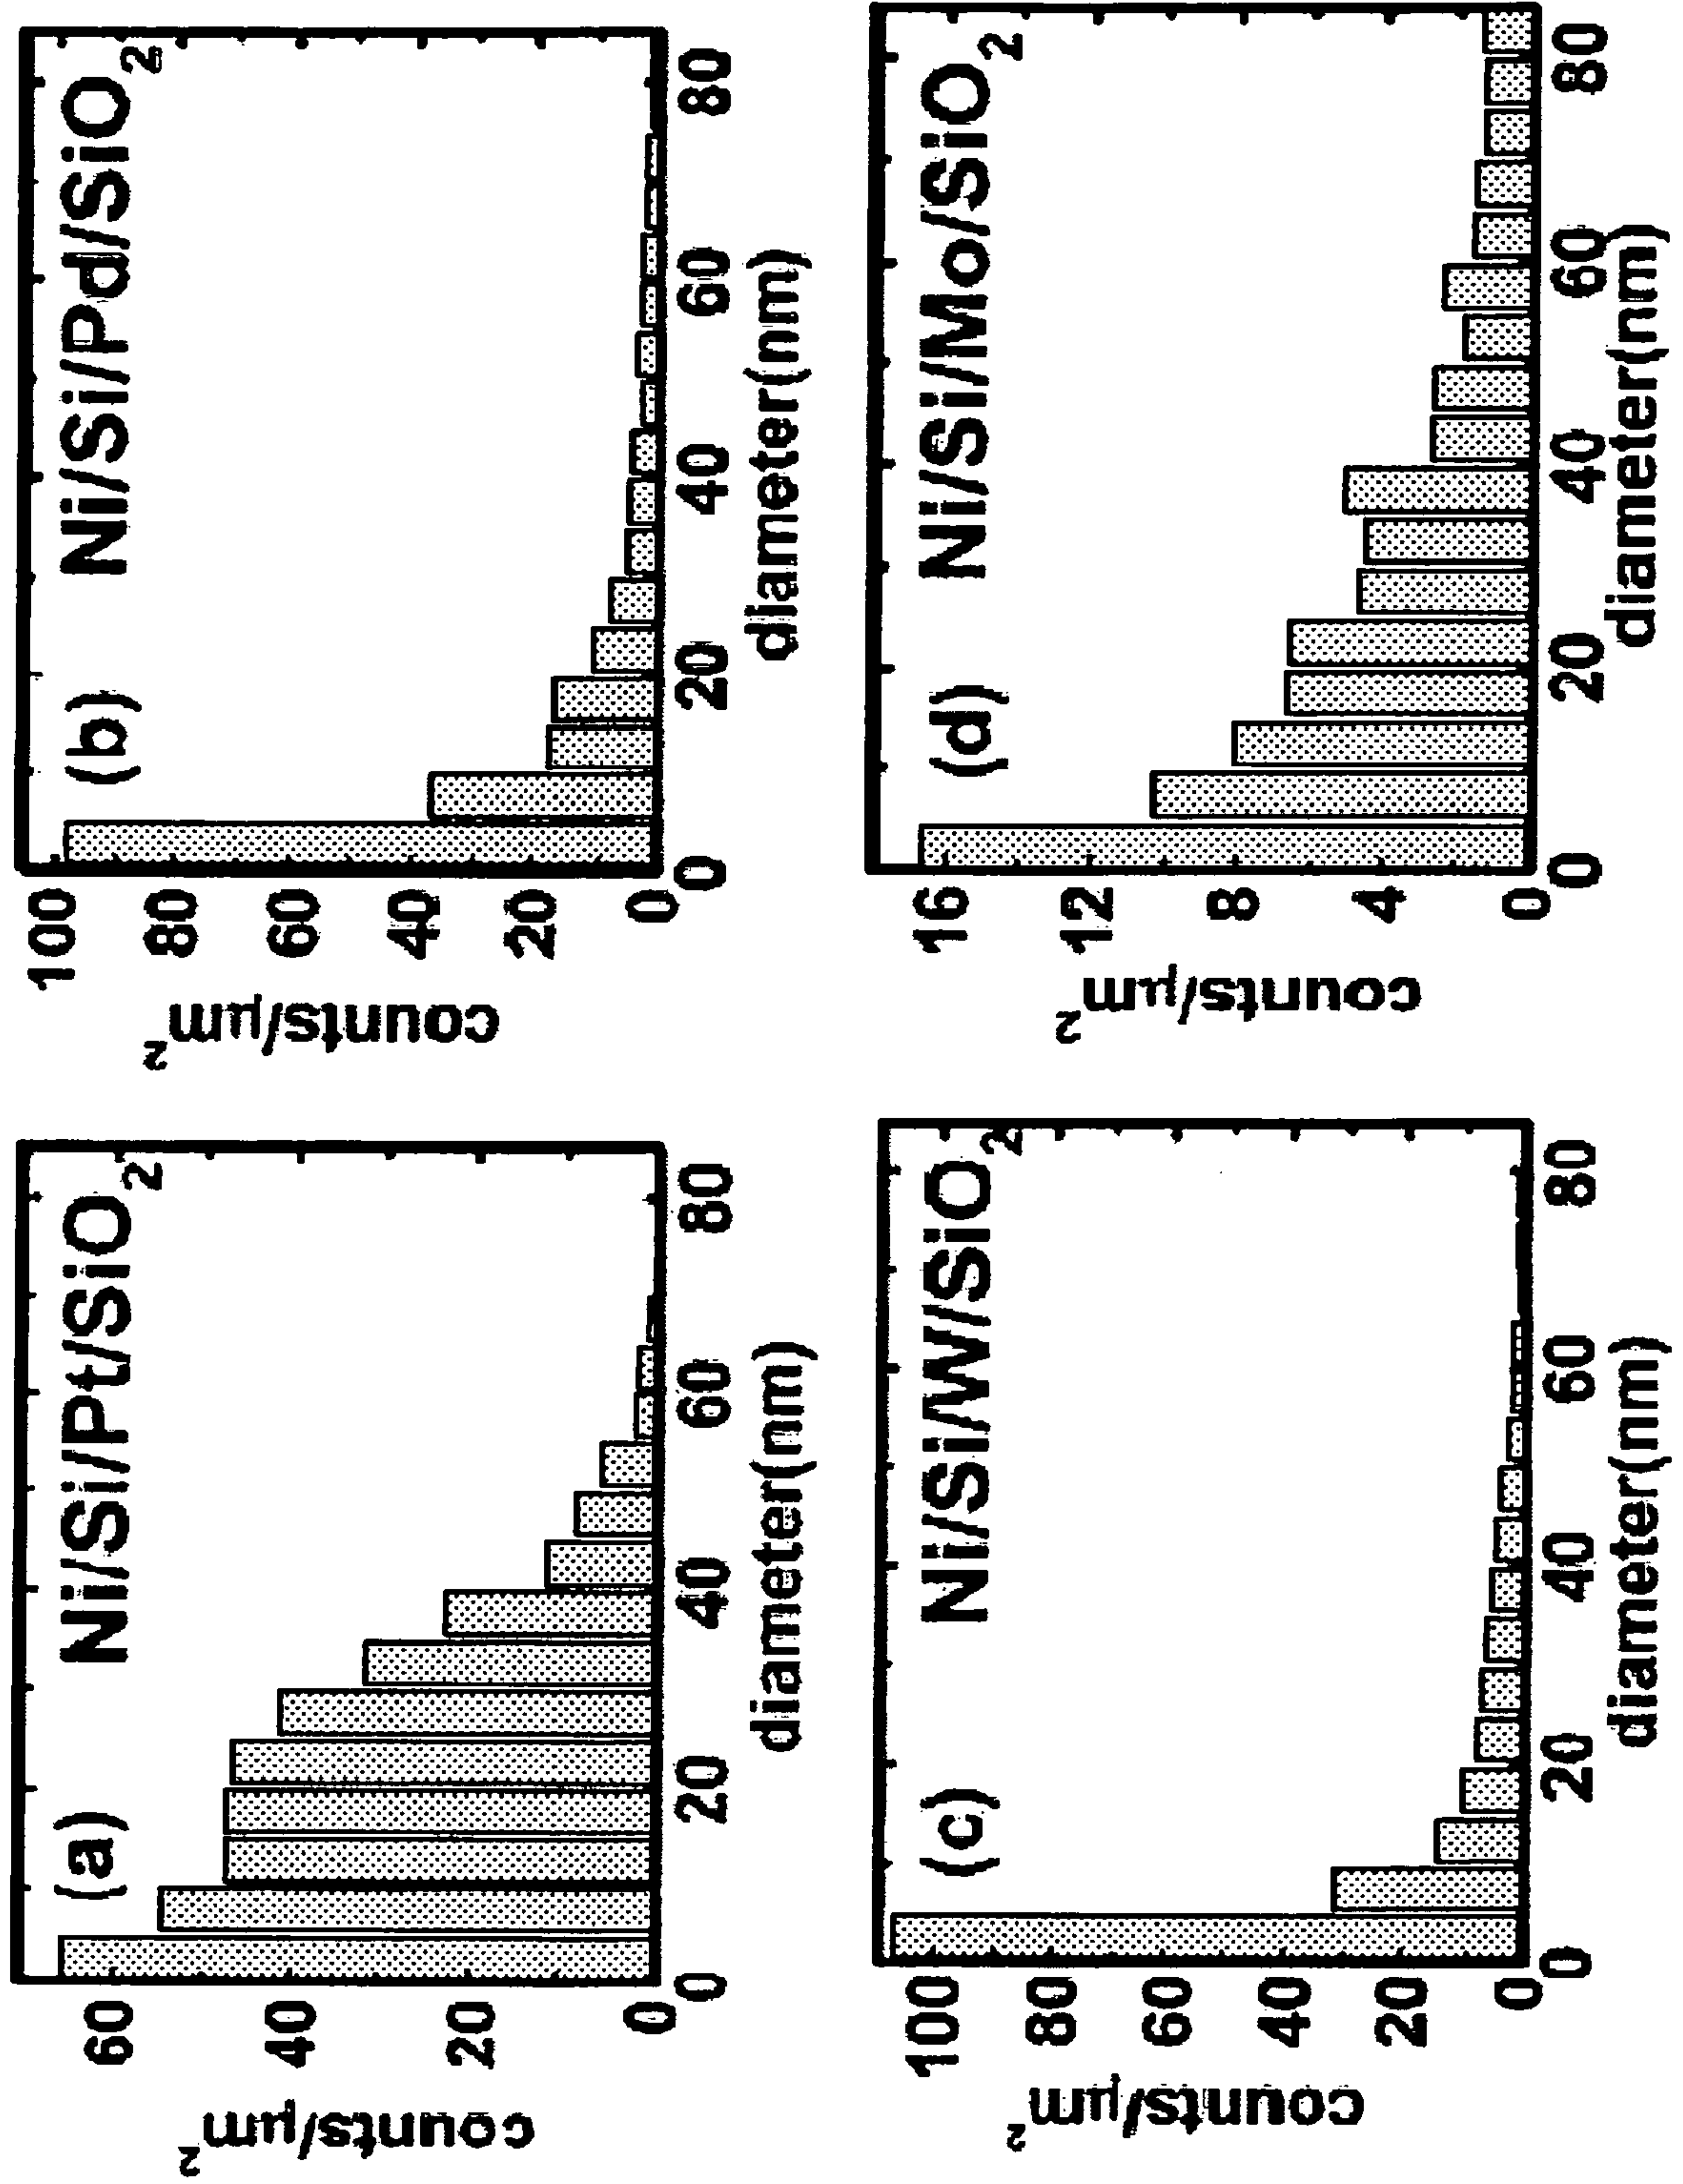 (a) Ni/Si/Pt/SiO2
counts/μm2
60
40
20
0
0 20 40 60 80
diameter(nm)
(b) Ni/Si/Pd/SiO2
counts/μm2
100
80
60
40
20
0
0 20 40 60 80
diameter(nm)
(c) Ni/Si/W/SiO2
counts/μm2
100
80
60
40
20
0
0 20 40 60 80
diameter(nm)
(d) Ni/Si/Mo/SiO2
counts/μm2
16
12
8
4
0
0 20 40 60 80
diameter(nm)